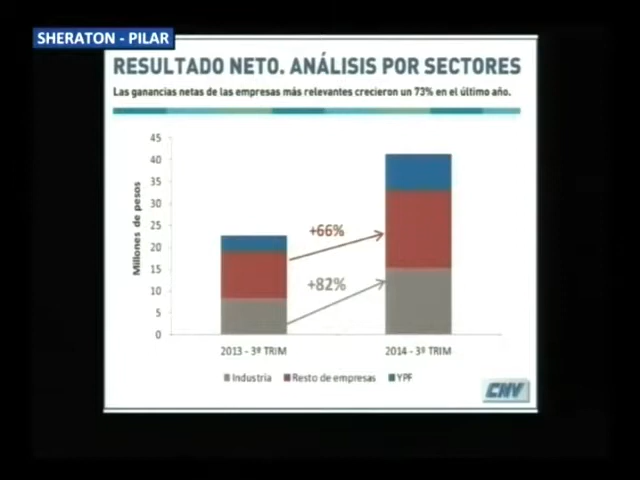 SHERATON - PILAR
RESULTADO NETO. ANÁLISIS POR SECTORES
Las ganancias netas de las empresas más relevantes crecieron un 73% en el último año.
45
40
35
30
25
20
15
10
5
0
Millones de pesos
+66%
+82%
2013 - 3º TRIM
2014 - 3º TRIM
Industria
Resto de empresas
YPF
CNV